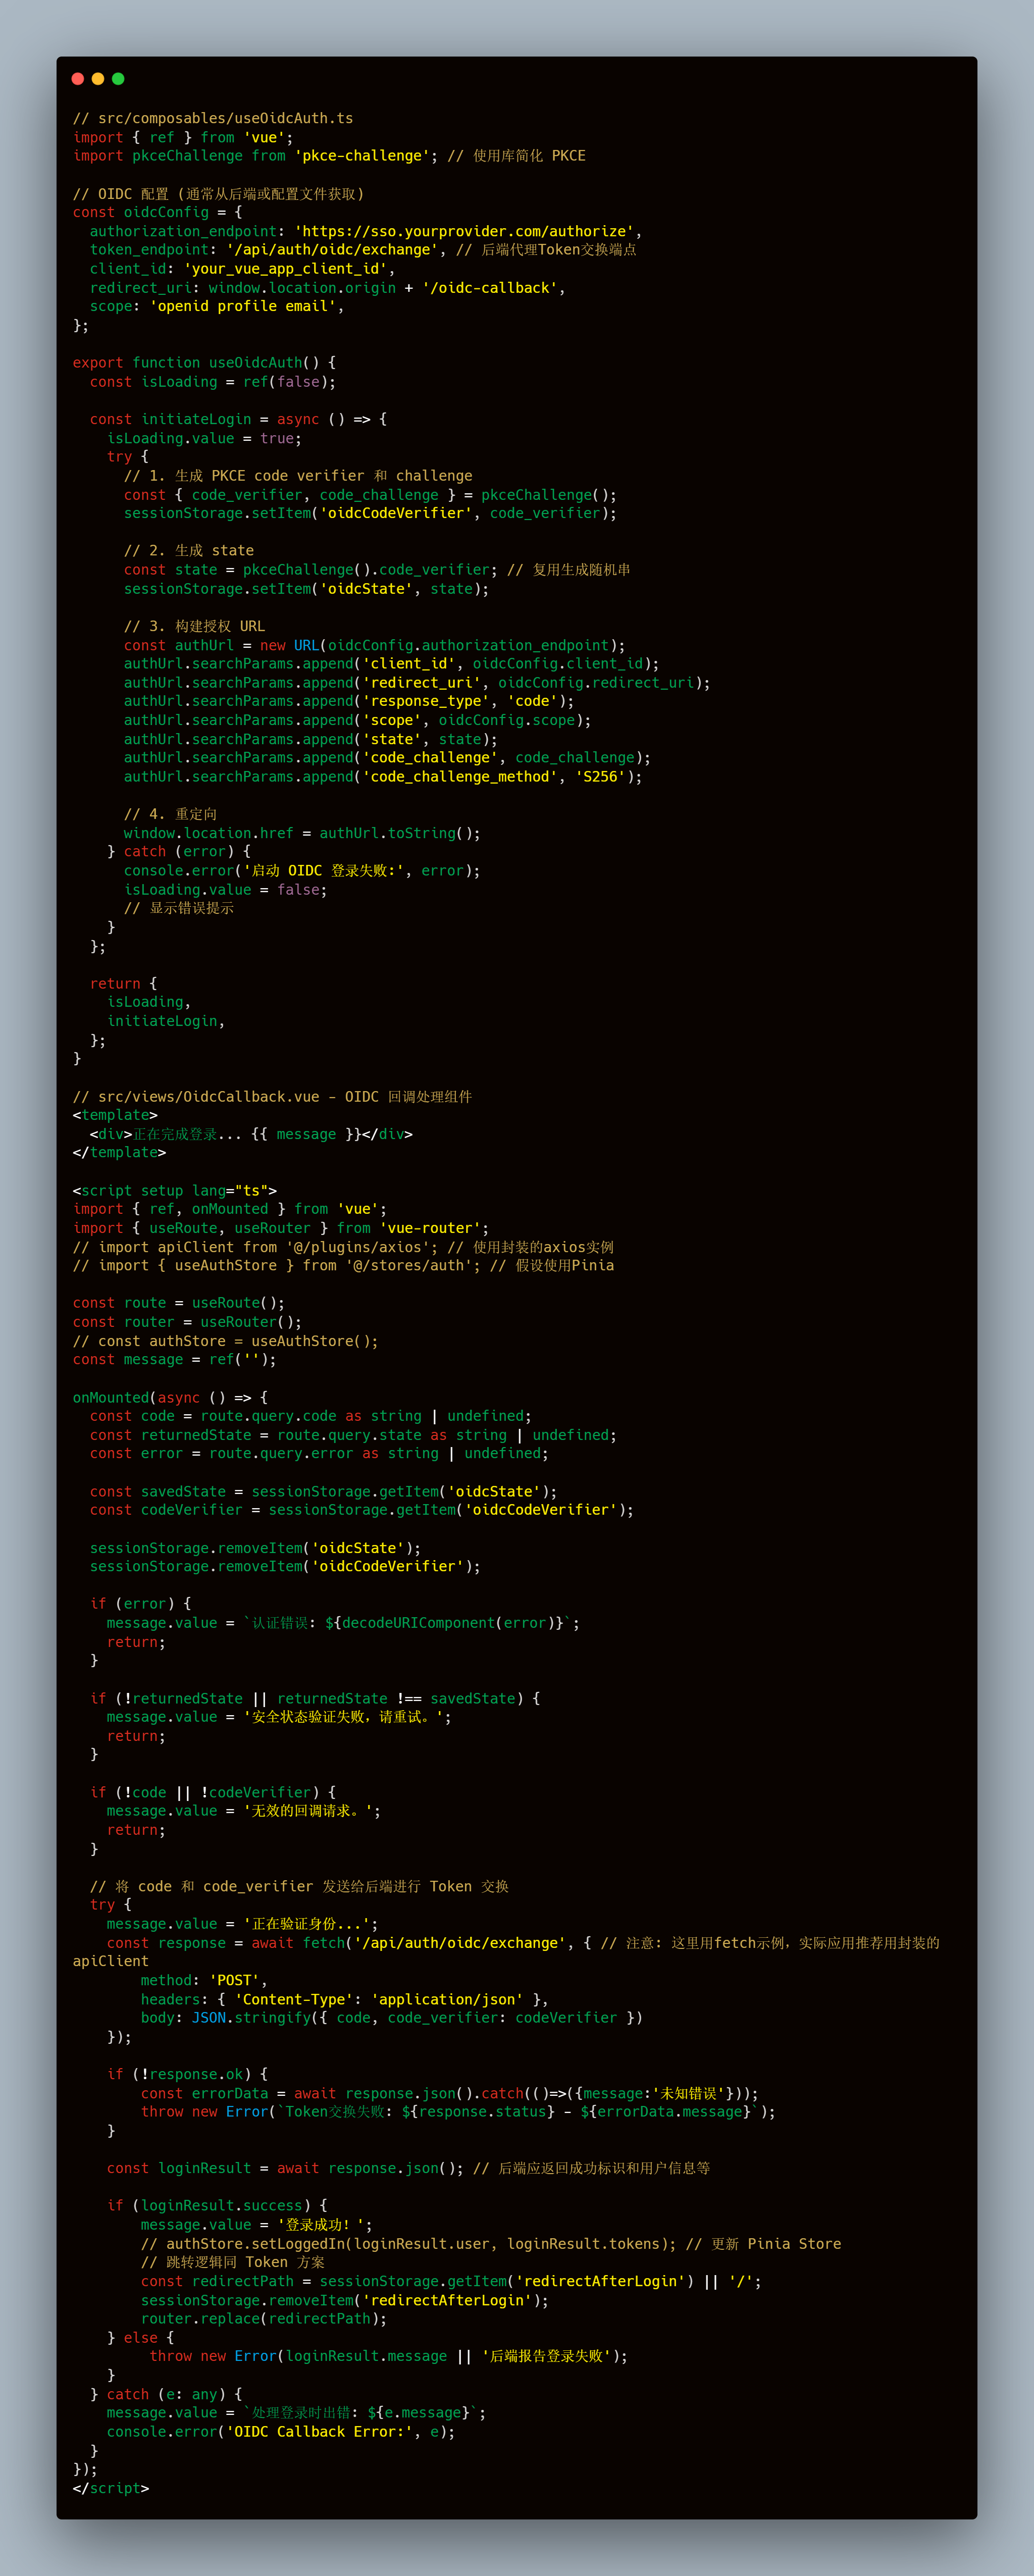 // src/composables/useOidcAuth.ts
import { ref } from 'vue';
import pkceChallenge from 'pkce-challenge'; // 使用库简化 PKCE
// OIDC 配置 (通常从后端或配置文件获取)
const oidcConfig = {
  authorization_endpoint: 'https://sso.yourprovider.com/authorize',
  token_endpoint: '/api/auth/oidc/exchange', // 后端代理Token交换端点
  client_id: 'your_vue_app_client_id',
  redirect_uri: window.location.origin + '/oidc-callback',
  scope: 'openid profile email',
};
export function useOidcAuth() {
  const isLoading = ref(false);
  const initiateLogin = async () => {
    isLoading.value = true;
    try {
      // 1. 生成 PKCE code verifier 和 challenge
      const { code_verifier, code_challenge } = pkceChallenge();
      sessionStorage.setItem('oidcCodeVerifier', code_verifier);
      // 2. 生成 state
      const state = pkceChallenge().code_verifier; // 复用生成随机串
      sessionStorage.setItem('oidcState', state);
      // 3. 构建授权 URL
      const authUrl = new URL(oidcConfig.authorization_endpoint);
      authUrl.searchParams.append('client_id', oidcConfig.client_id);
      authUrl.searchParams.append('redirect_uri', oidcConfig.redirect_uri);
      authUrl.searchParams.append('response_type', 'code');
      authUrl.searchParams.append('scope', oidcConfig.scope);
      authUrl.searchParams.append('state', state);
      authUrl.searchParams.append('code_challenge', code_challenge);
      authUrl.searchParams.append('code_challenge_method', 'S256');
      // 4. 重定向
      window.location.href = authUrl.toString();
    } catch (error) {
      console.error('启动 OIDC 登录失败:', error);
      isLoading.value = false;
      // 显示错误提示
    }
  };
  return {
    isLoading,
    initiateLogin,
  };
}
// src/views/OidcCallback.vue - OIDC 回调处理组件
<template>
  <div>正在完成登录... {{ message }}</div>
</template>
<script setup lang="ts">
import { ref, onMounted } from 'vue';
import { useRoute, useRouter } from 'vue-router';
// import apiClient from '@/plugins/axios'; // 使用封装的axios实例
// import { useAuthStore } from '@/stores/auth'; // 假设使用Pinia
const route = useRoute();
const router = useRouter();
// const authStore = useAuthStore();
const message = ref('');
onMounted(async () => {
  const code = route.query.code as string | undefined;
  const returnedState = route.query.state as string | undefined;
  const error = route.query.error as string | undefined;
  const savedState = sessionStorage.getItem('oidcState');
  const codeVerifier = sessionStorage.getItem('oidcCodeVerifier');
  sessionStorage.removeItem('oidcState');
  sessionStorage.removeItem('oidcCodeVerifier');
  if (error) {
    message.value = `认证错误: ${decodeURIComponent(error)}`;
    return;
  }
  if (!returnedState || returnedState !== savedState) {
    message.value = '安全状态验证失败，请重试。';
    return;
  }
  if (!code || !codeVerifier) {
    message.value = '无效的回调请求。';
    return;
  }
  // 将 code 和 code_verifier 发送给后端进行 Token 交换
  try {
    message.value = '正在验证身份...';
    const response = await fetch('/api/auth/oidc/exchange', { // 注意: 这里用fetch示例，实际应用推荐用封装的
apiClient
        method: 'POST',
        headers: { 'Content-Type': 'application/json' },
        body: JSON.stringify({ code, code_verifier: codeVerifier })
    });
    if (!response.ok) {
        const errorData = await response.json().catch(()=>({message:'未知错误'}));
        throw new Error(`Token交换失败: ${response.status} - ${errorData.message}`);
    }
    const loginResult = await response.json(); // 后端应返回成功标识和用户信息等
    if (loginResult.success) {
        message.value = '登录成功！';
        // authStore.setLoggedIn(loginResult.user, loginResult.tokens); // 更新 Pinia Store
        // 跳转逻辑同 Token 方案
        const redirectPath = sessionStorage.getItem('redirectAfterLogin') || '/';
        sessionStorage.removeItem('redirectAfterLogin');
        router.replace(redirectPath);
    } else {
         throw new Error(loginResult.message || '后端报告登录失败');
    }
  } catch (e: any) {
    message.value = `处理登录时出错: ${e.message}`;
    console.error('OIDC Callback Error:', e);
  }
});
</script>